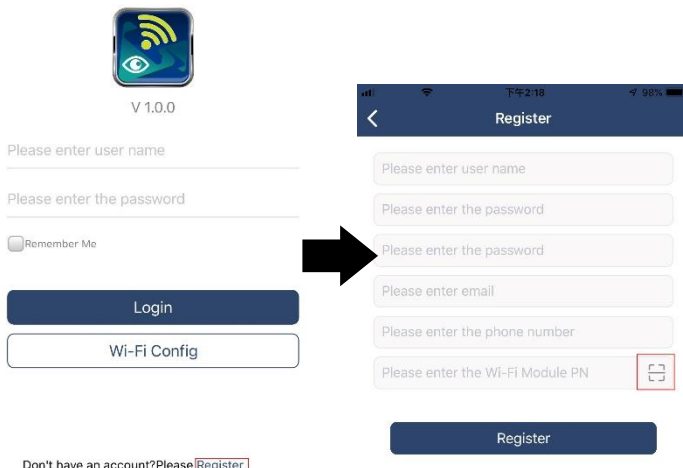 V 1.0.0
Please enter user name
Please enter the password
Remember Me
Login
Wi-Fi Config
Don't have an account?Please Register
下午2:18
98%
Register
Please enter user name
Please enter the password
Please enter the password
Please enter email
Please enter the phone number
Please enter the Wi-Fi Module PN
Register